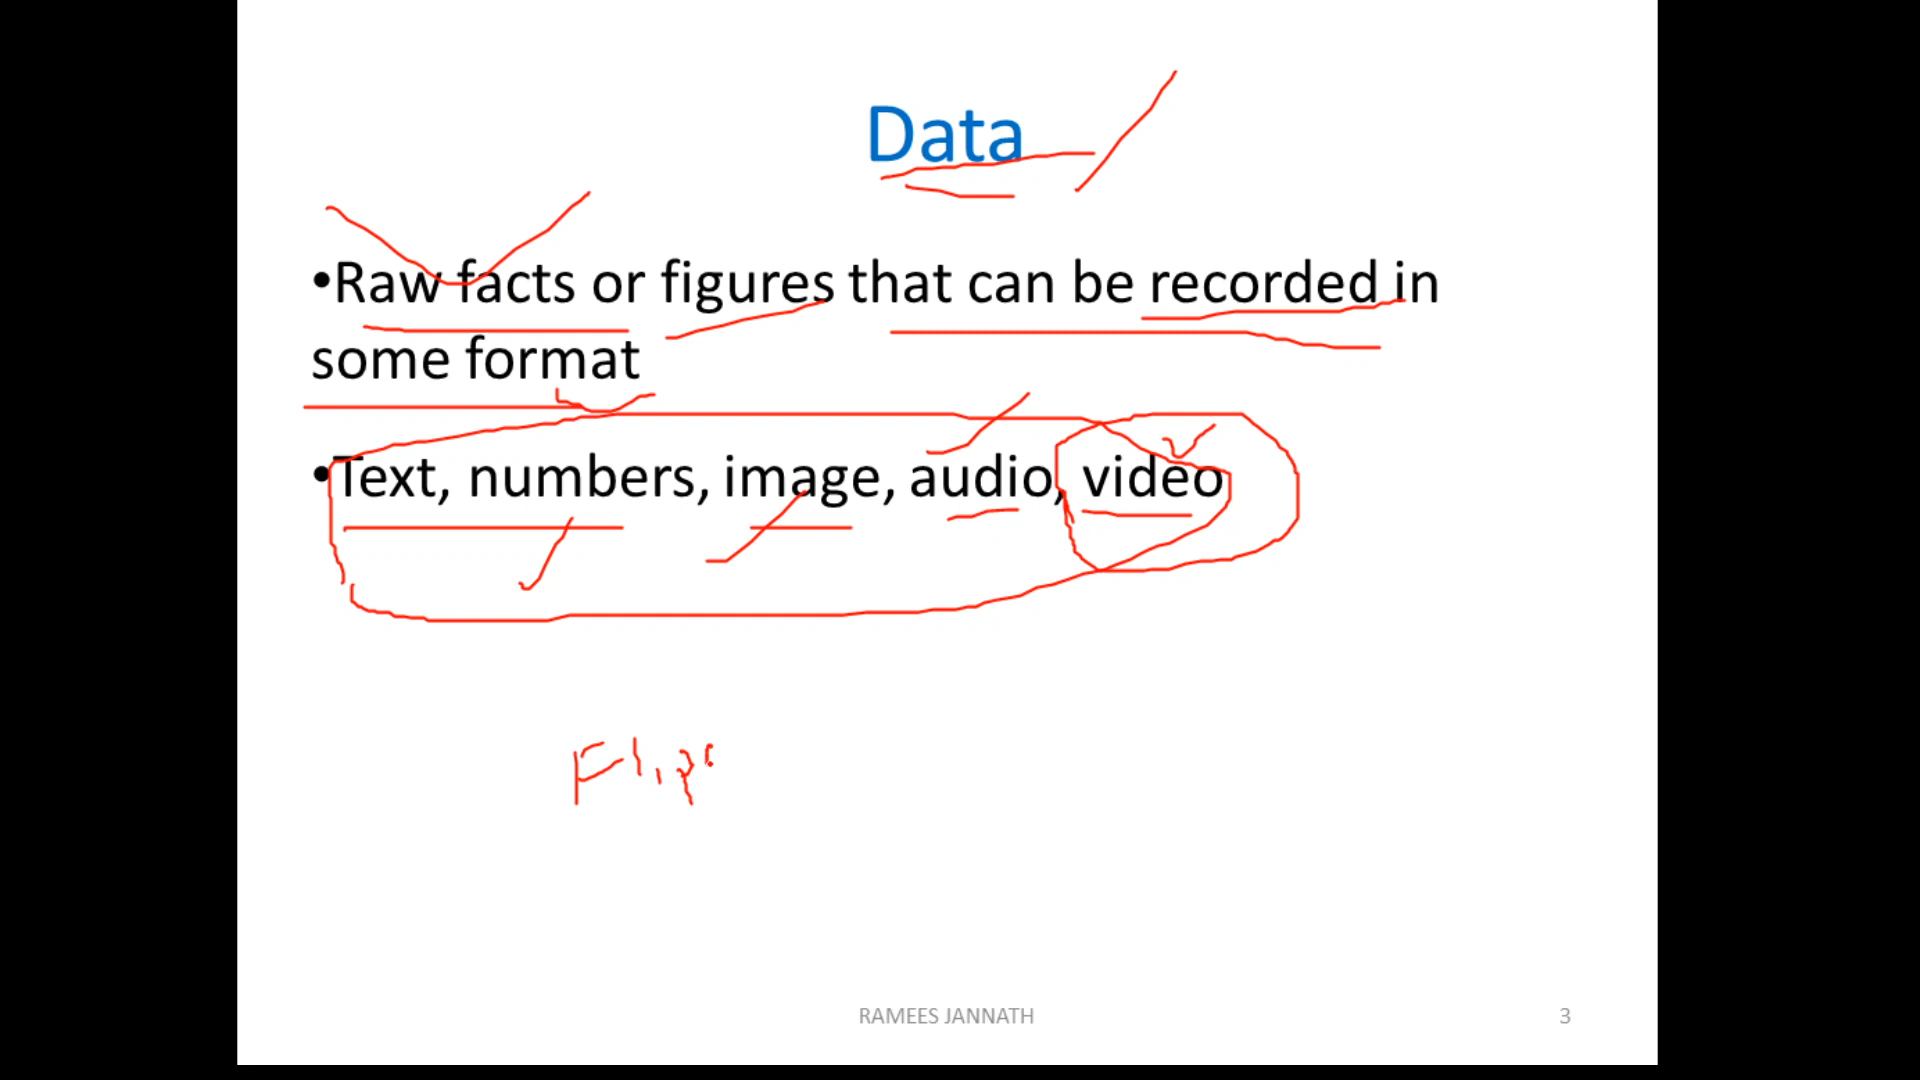 Data
•Raw facts or figures that can be recorded in
some format
•Text, numbers, image, audio, video
Flip
RAMEES JANNATH
3